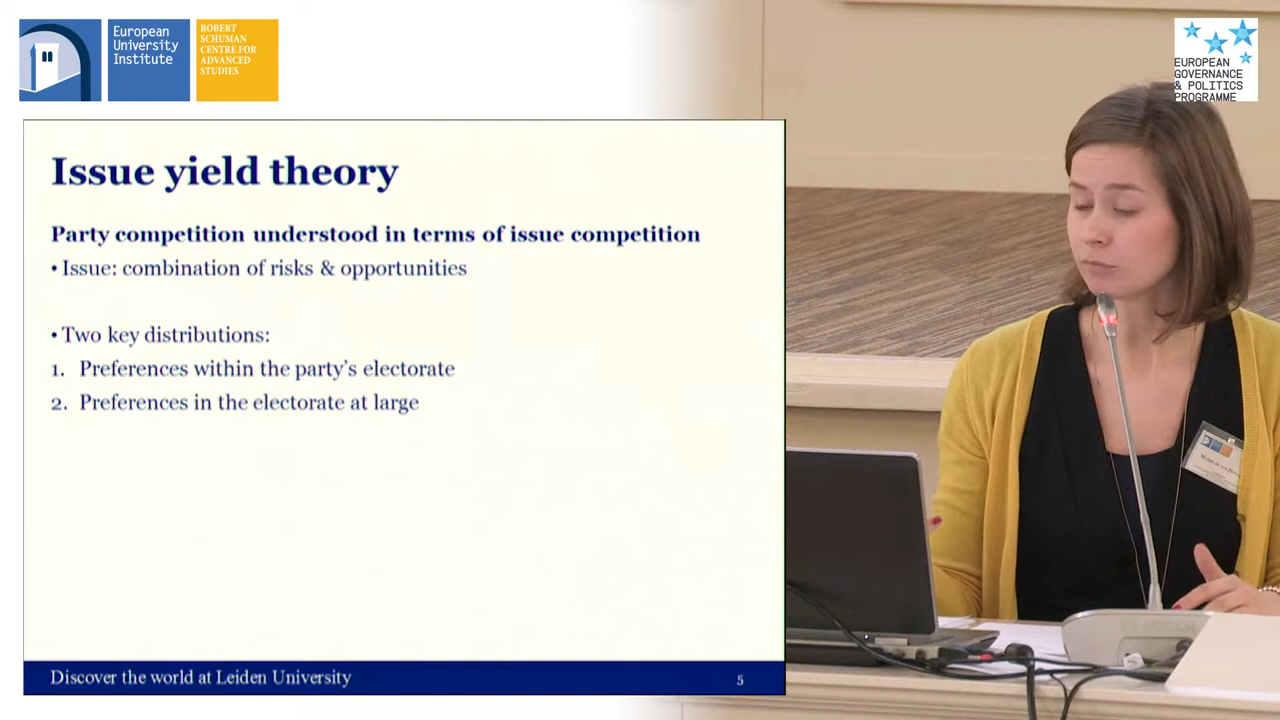 European
University
Institute
ROBERT
SCHUMAN
CENTRE FOR
ADVANCED
STUDIES
EUROPEAN
GOVERNANCE
& POLITICS
PROGRAMME
Issue yield theory
Party competition understood in terms of issue competition
• Issue: combination of risks & opportunities
• Two key distributions:
1. Preferences within the party's electorate
2. Preferences in the electorate at large
Discover the world at Leiden University
5